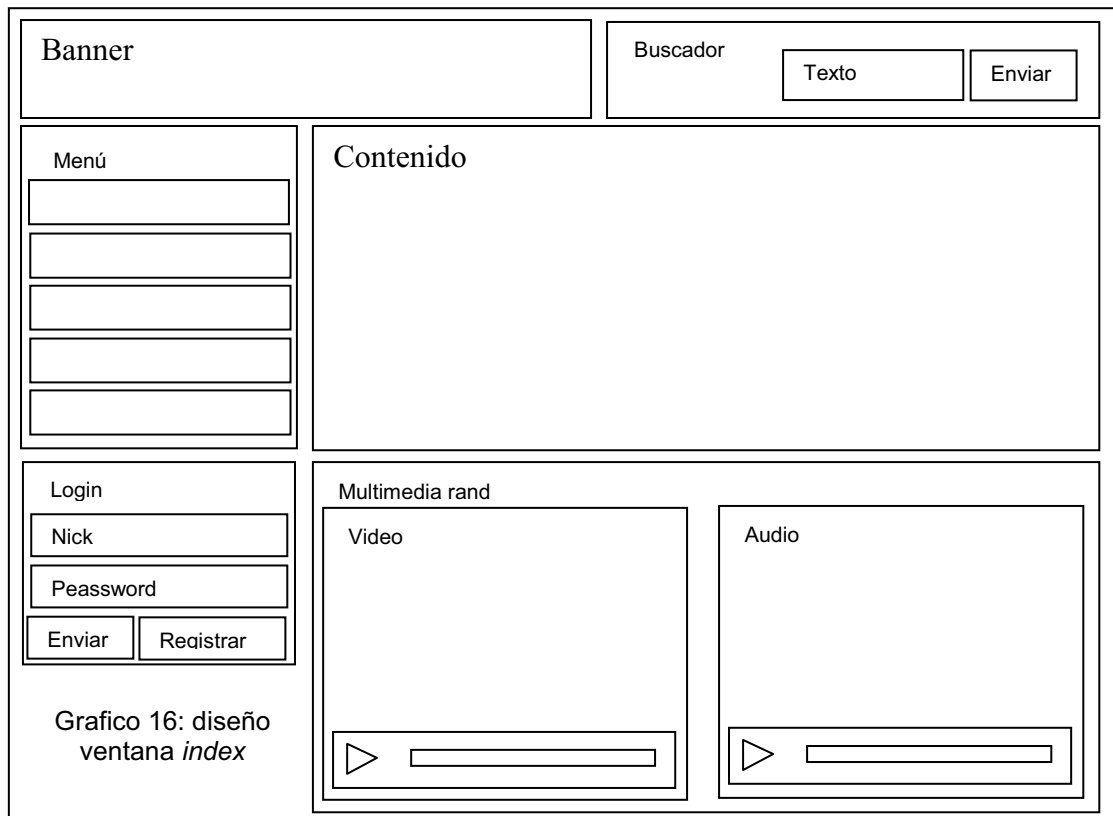 Banner
Buscador
Texto
Enviar
Menú
Contenido
Login
Nick
Peassword
Enviar
Registrar
Multimedia rand
Video
Audio
Grafico 16: diseño
ventana index